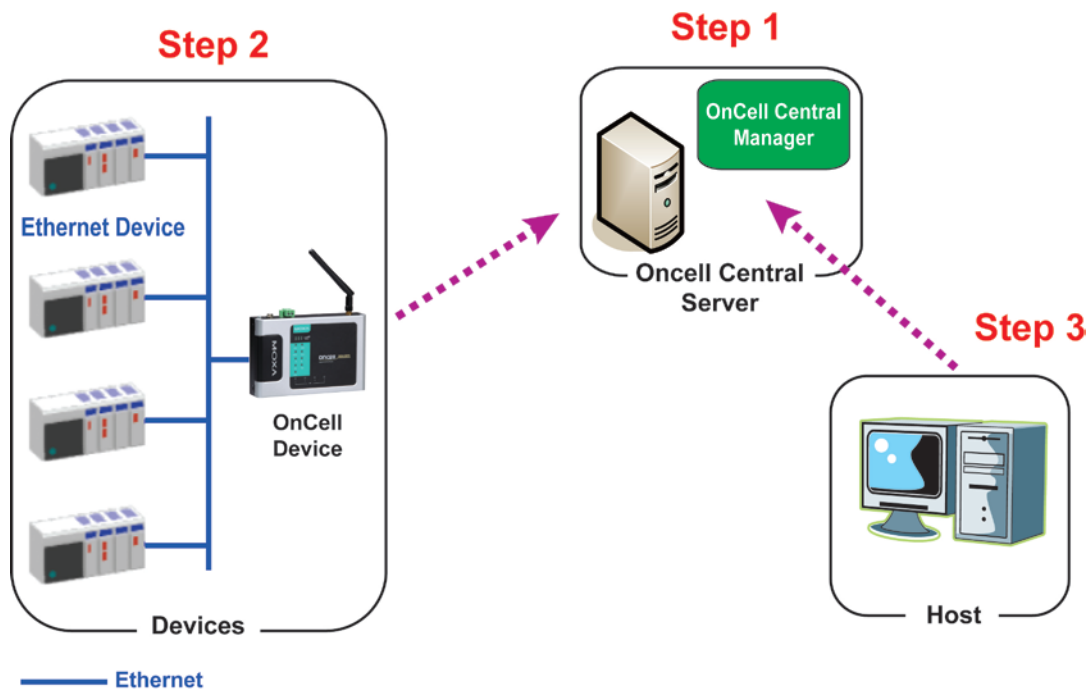 Step 1
Step 2
OnCell Central
Manager
Ethernet Device
Oncell Central
Server
Step 3
MOXA
OnCell
Device
Devices
Host
Ethernet